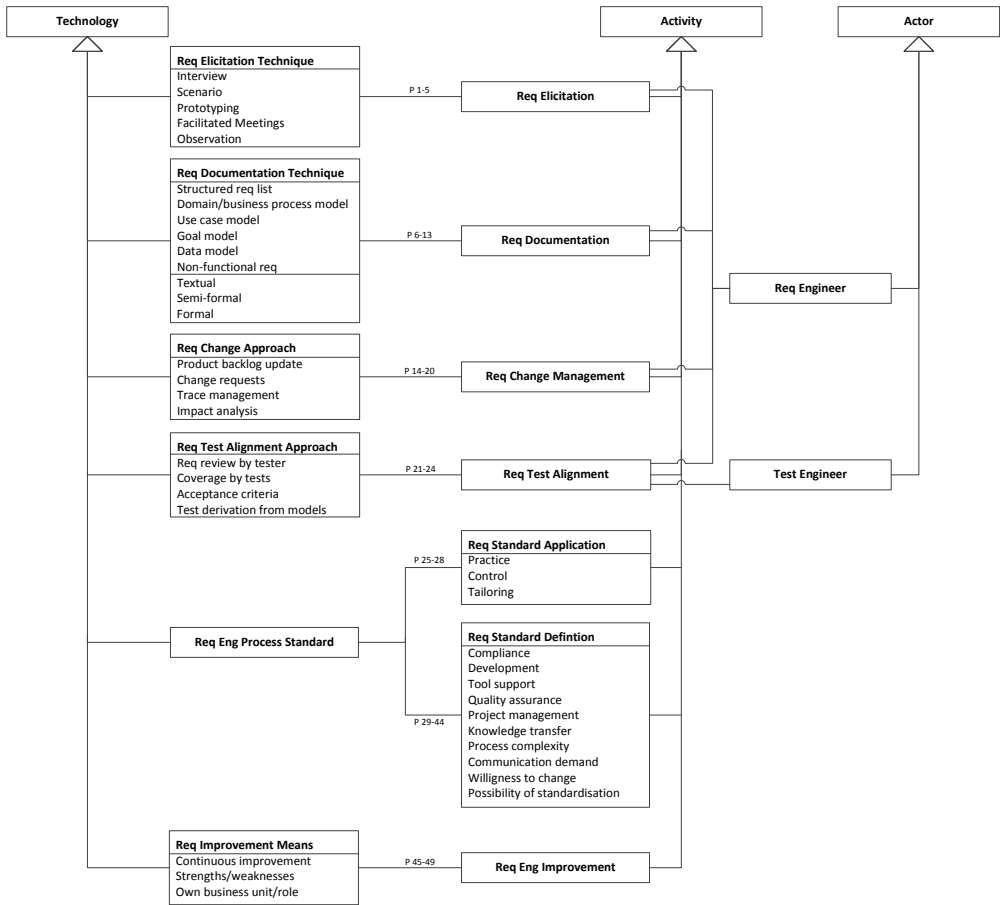 Technology
Activity
Actor
Req Elicitation Technique
Interview
Scenario
Prototyping
Facilitated Meetings
Observation
P 1-5
Req Elicitation
Req Documentation Technique
Structured req list
Domain/business process model
Use case model
Goal model
Data model
Non-functional req
Textual
Semi-formal
Formal
P 6-13
Req Documentation
Req Engineer
Req Change Approach
Product backlog update
Change requests
Trace management
Impact analysis
P 14-20
Req Change Management
Req Test Alignment Approach
Req review by tester
Coverage by tests
Acceptance criteria
Test derivation from models
P 21-24
Req Test Alignment
Test Engineer
Req Eng Process Standard
P 25-28
Req Standard Application
Practice
Control
Tailoring
P 29-44
Req Standard Defintion
Compliance
Development
Tool support
Quality assurance
Project management
Knowledge transfer
Process complexity
Communication demand
Willigness to change
Possibility of standardisation
Req Improvement Means
Continuous improvement
Strengths/weaknesses
Own business unit/role
P 45-49
Req Eng Improvement